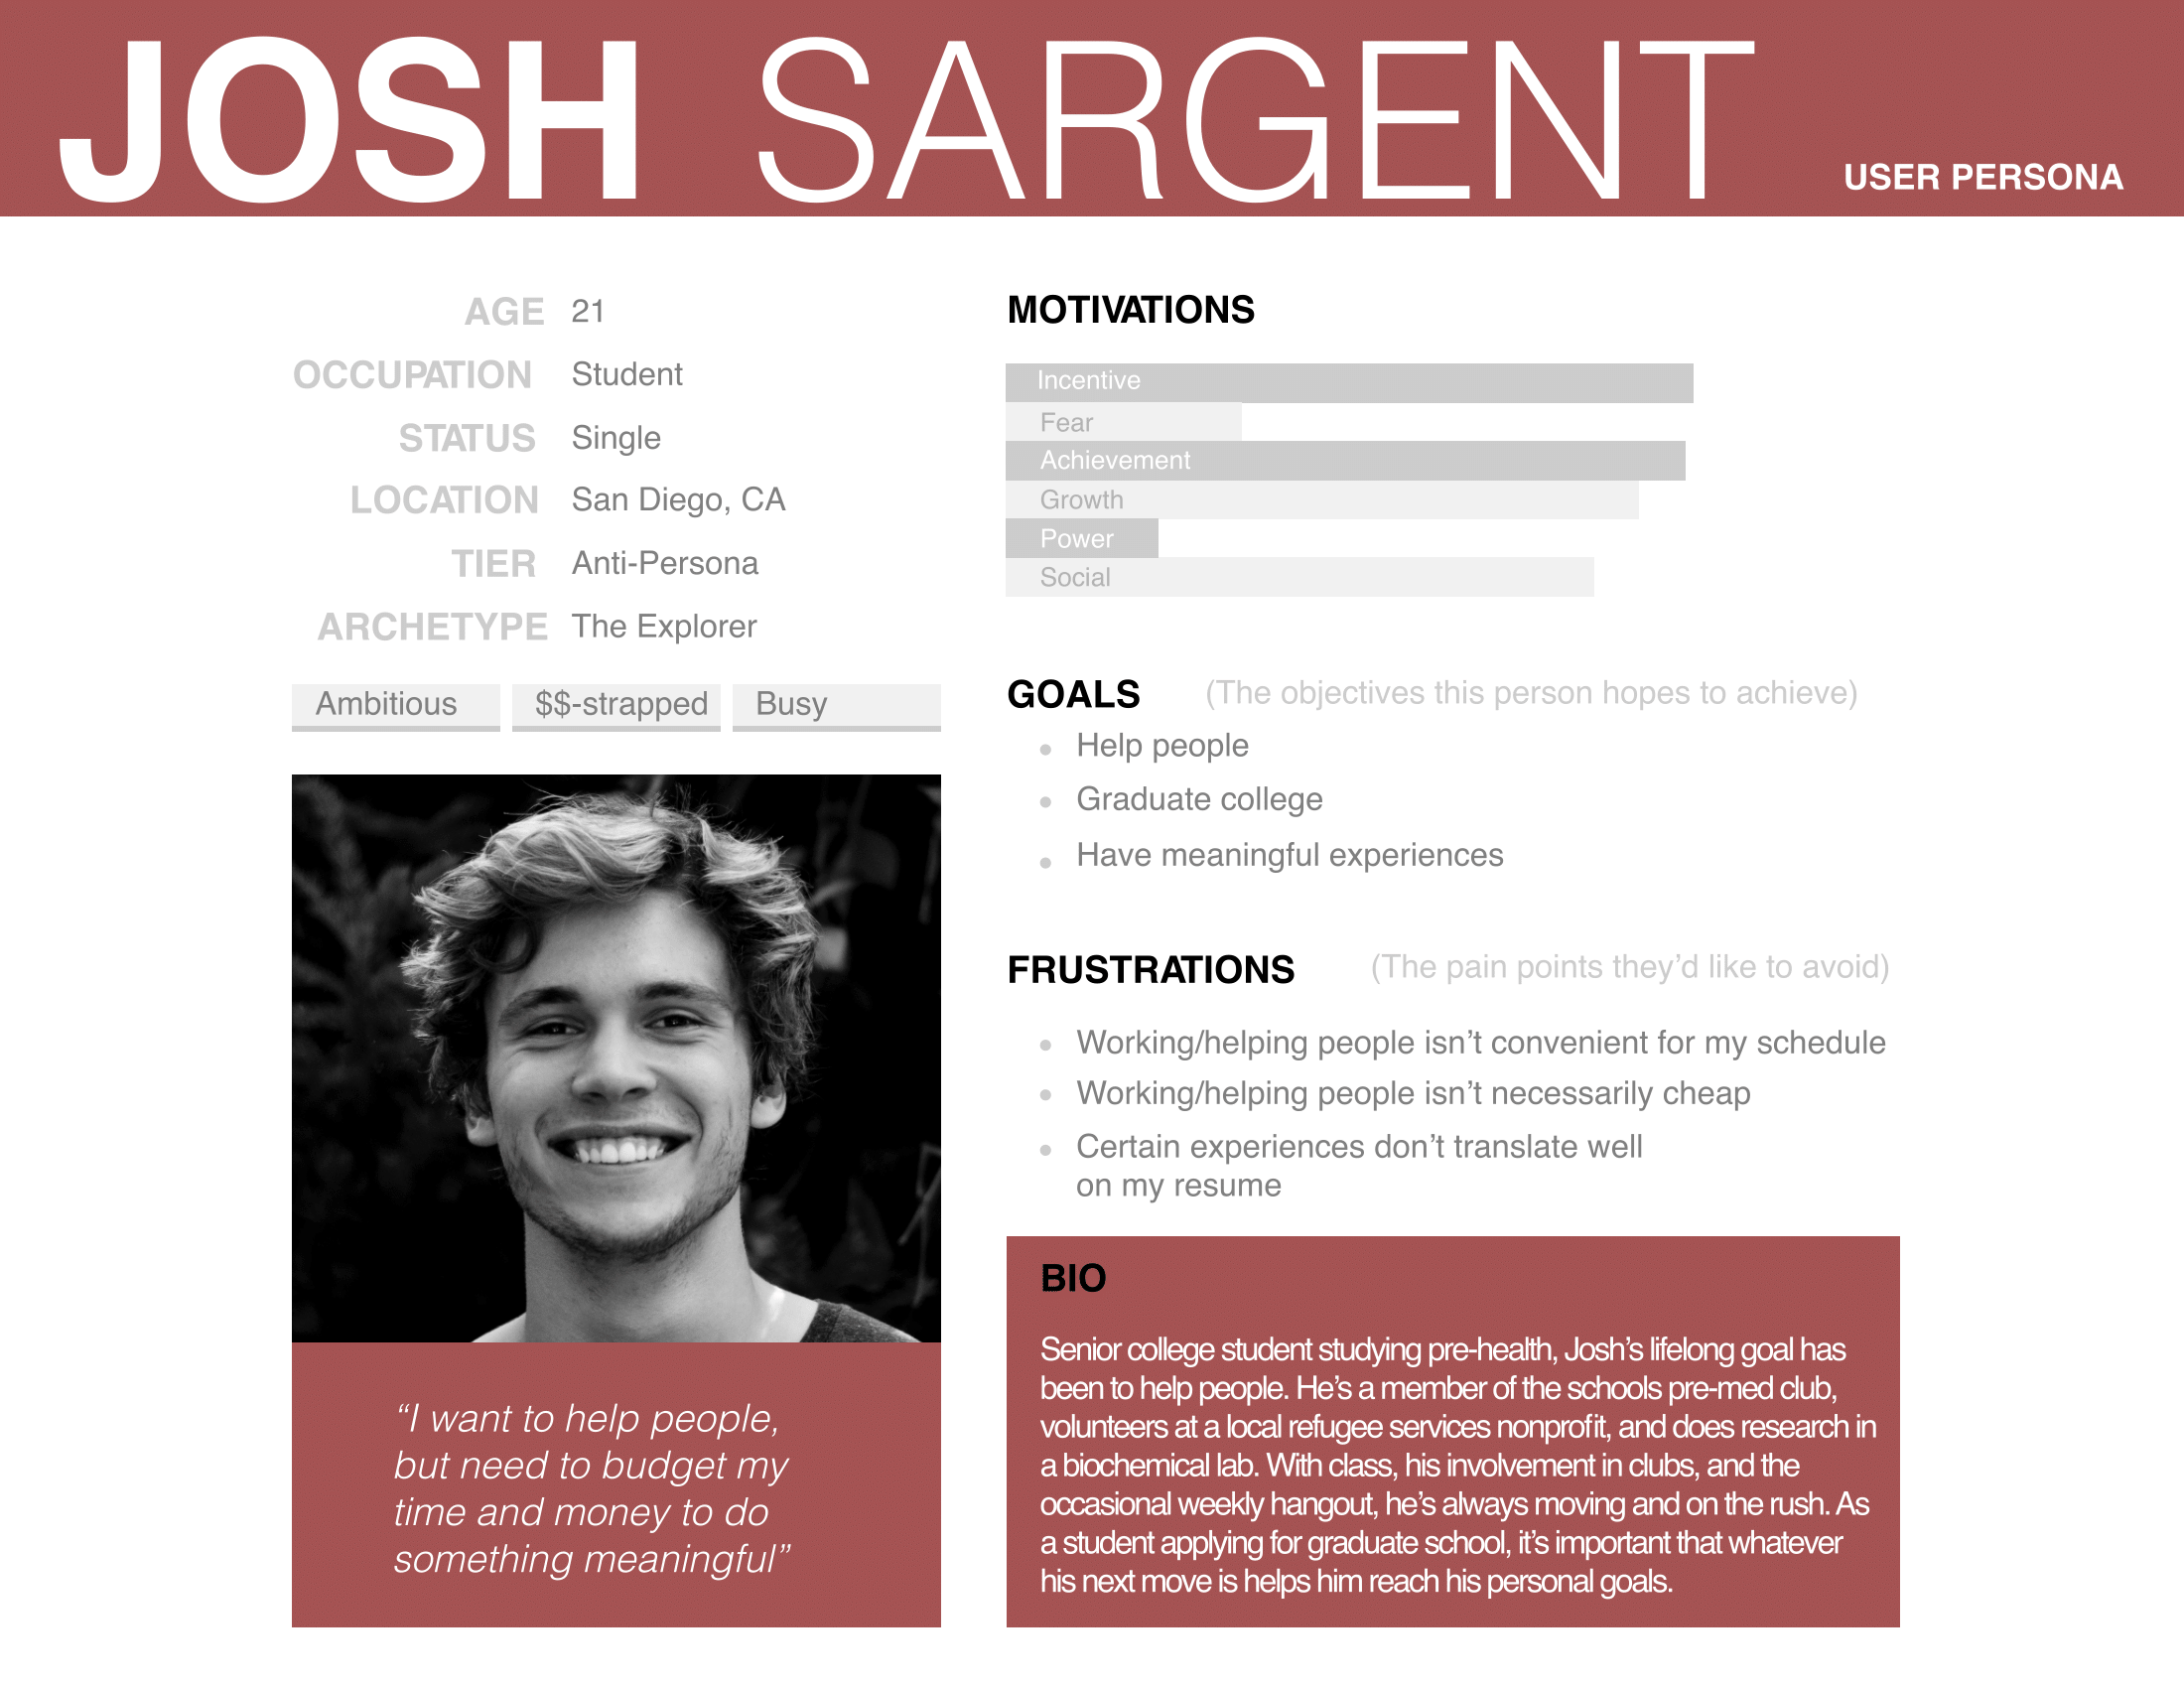 JOSH SARGENT
USER PERSONA
AGE 21
OCCUPATION Student
STATUS Single
LOCATION San Diego, CA
TIER Anti-Persona
ARCHETYPE The Explorer
Ambitious $$-strapped Busy
“I want to help people,
but need to budget my
time and money to do
something meaningful”
MOTIVATIONS
Incentive
Fear
Achievement
Growth
Power
Social
GOALS (The objectives this person hopes to achieve)
• Help people
• Graduate college
• Have meaningful experiences
FRUSTRATIONS (The pain points they’d like to avoid)
• Working/helping people isn’t convenient for my schedule
• Working/helping people isn’t necessarily cheap
• Certain experiences don’t translate well
on my resume
BIO
Senior college student studying pre-health, Josh’s lifelong goal has
been to help people. He’s a member of the schools pre-med club,
volunteers at a local refugee services nonprofit, and does research in
a biochemical lab. With class, his involvement in clubs, and the
occasional weekly hangout, he’s always moving and on the rush. As
a student applying for graduate school, it’s important that whatever
his next move is helps him reach his personal goals.